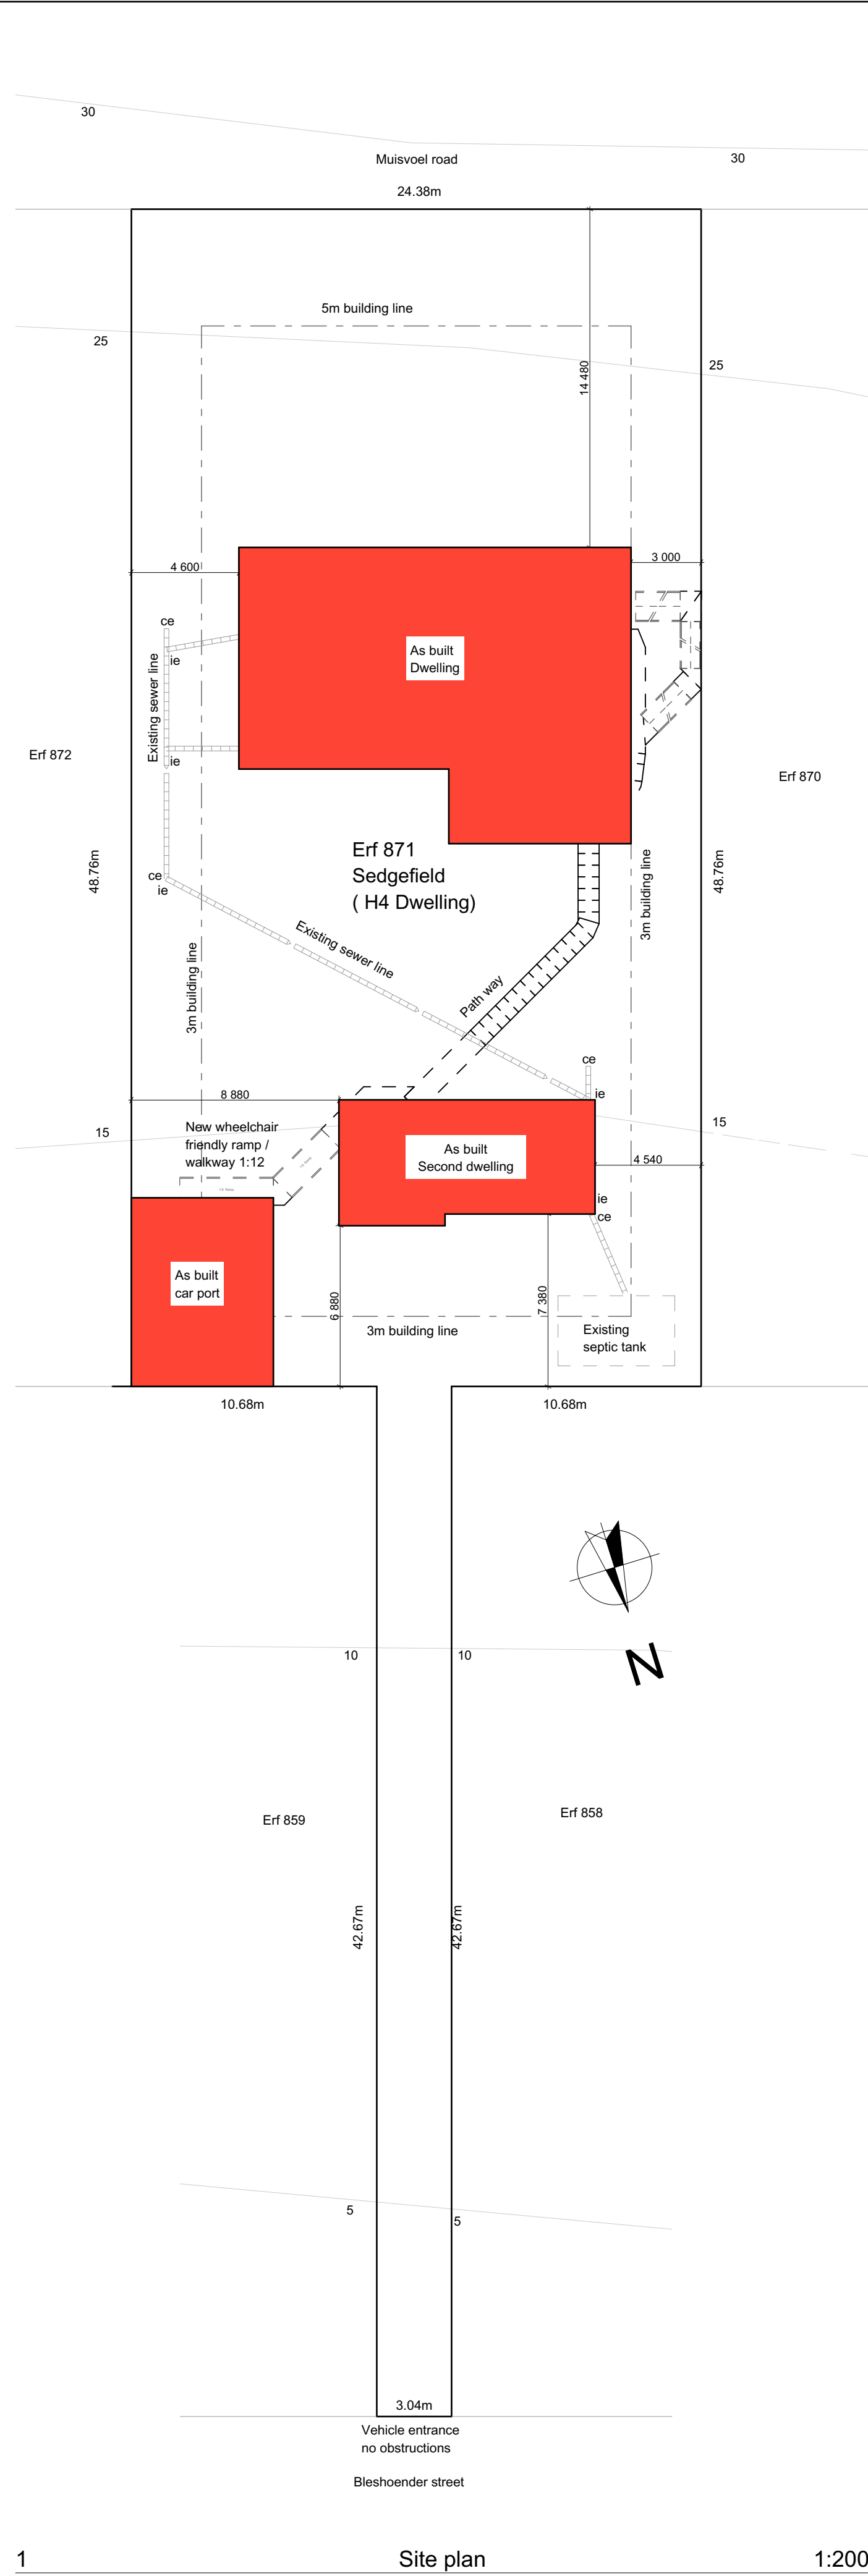 30
Muisvoel road
30
24.38m
5m building line
25
25
14 480
3 000
4 600
ce
ie
Existing sewer line
As built
Dwelling
ie
Erf 872
Erf 870
Erf 871
Sedgefield
( H4 Dwelling)
48.76m
48.76m
ce
ie
3m building line
Existing sewer line
3m building line
Path way
ce
ie
8 880
15
15
New wheelchair
friendly ramp /
walkway 1:12
As built
Second dwelling
4 540
ie
ce
As built
car port
6 880
7 380
3m building line
Existing
septic tank
10.68m
10.68m
N
10
10
Erf 859
Erf 858
42.67m
42.67m
5
5
3.04m
Vehicle entrance
no obstructions
Bleshoender street
1
Site plan
1:200